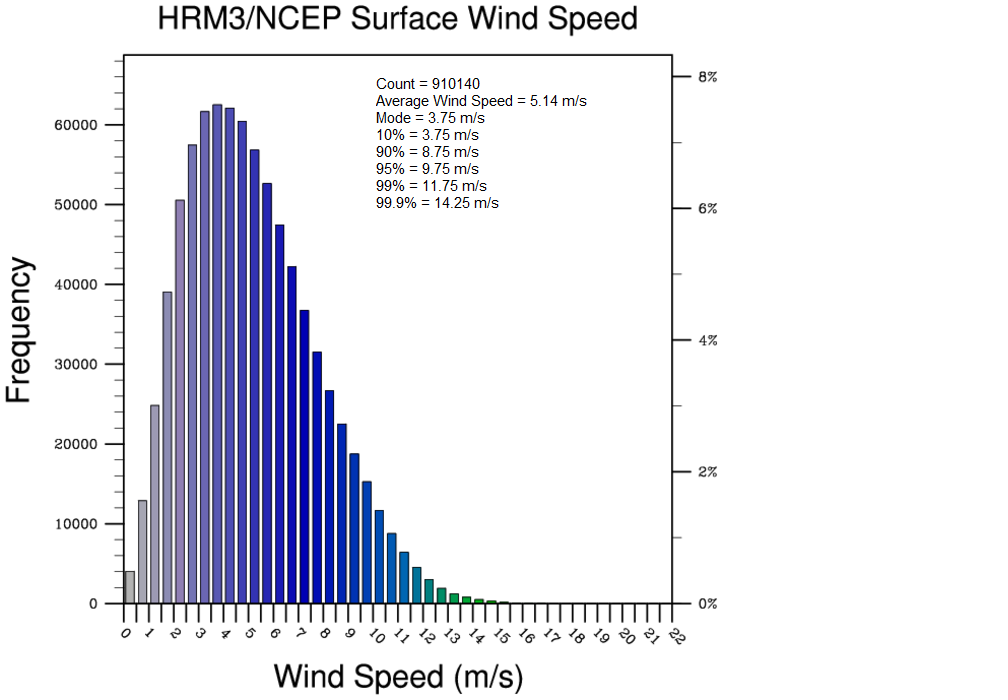 HRM3/NCEP Surface Wind Speed
Count = 910140
Average Wind Speed = 5.14 m/s
Mode = 3.75 m/s
10% = 3.75 m/s
90% = 8.75 m/s
95% = 9.75 m/s
99% = 11.75 m/s
99.9% = 14.25 m/s
Frequency
60000
50000
40000
30000
20000
10000
0
8%
6%
4%
2%
0%
0 1 2 3 4 5 6 7 8 9 10 11 12 13 14 15 16 17 18 19 20 21 22
Wind Speed (m/s)